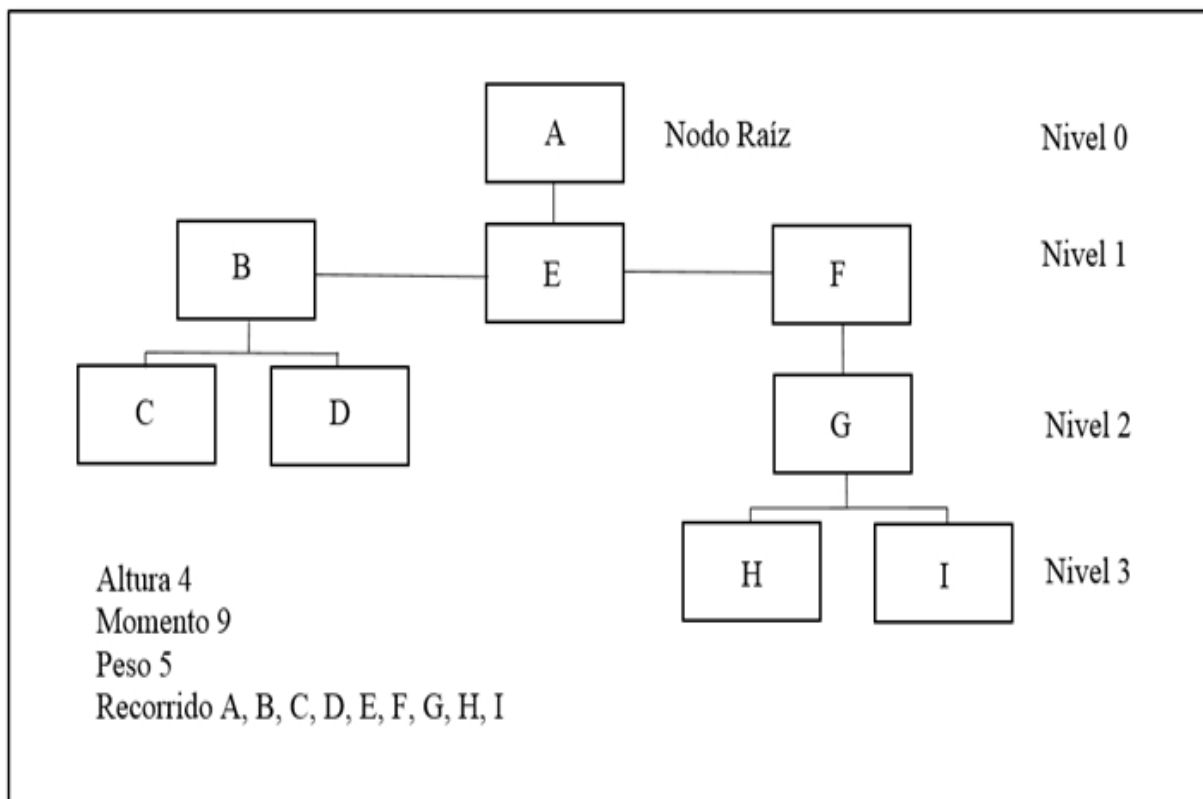 A
Nodo Raíz
Nivel 0
B
E
F
Nivel 1
C
D
G
Nivel 2
H
I
Nivel 3
Altura 4
Momento 9
Peso 5
Recorrido A, B, C, D, E, F, G, H, I